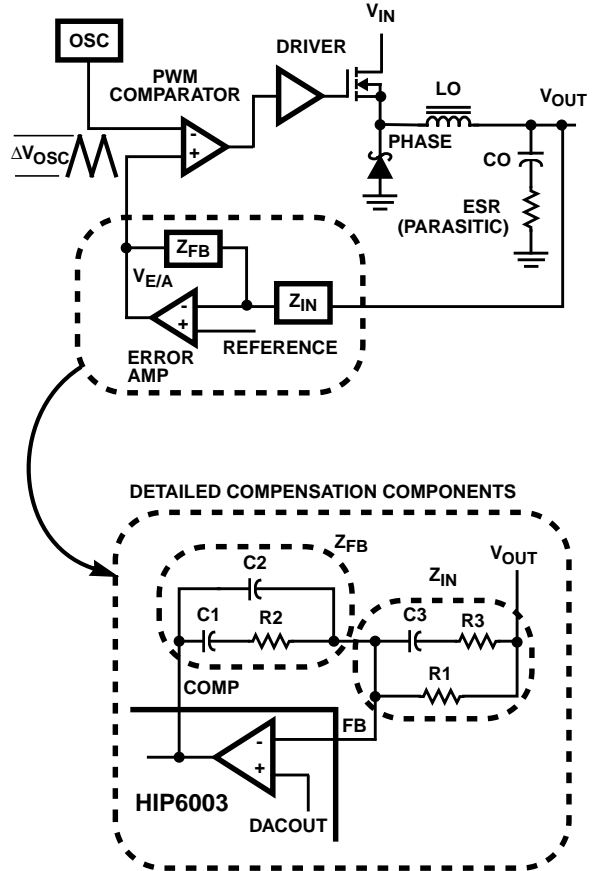 V_IN
OSC
DRIVER
PWM
COMPARATOR
LO
V_OUT
ΔV_OSC
-
+
PHASE
CO
ESR
(PARASITIC)
Z_FB
V_E/A
Z_IN
-
+
REFERENCE
ERROR
AMP
DETAILED COMPENSATION COMPONENTS
Z_FB
V_OUT
C2
Z_IN
C1
R2
C3
R3
R1
COMP
FB
-
+
HIP6003
DACOUT